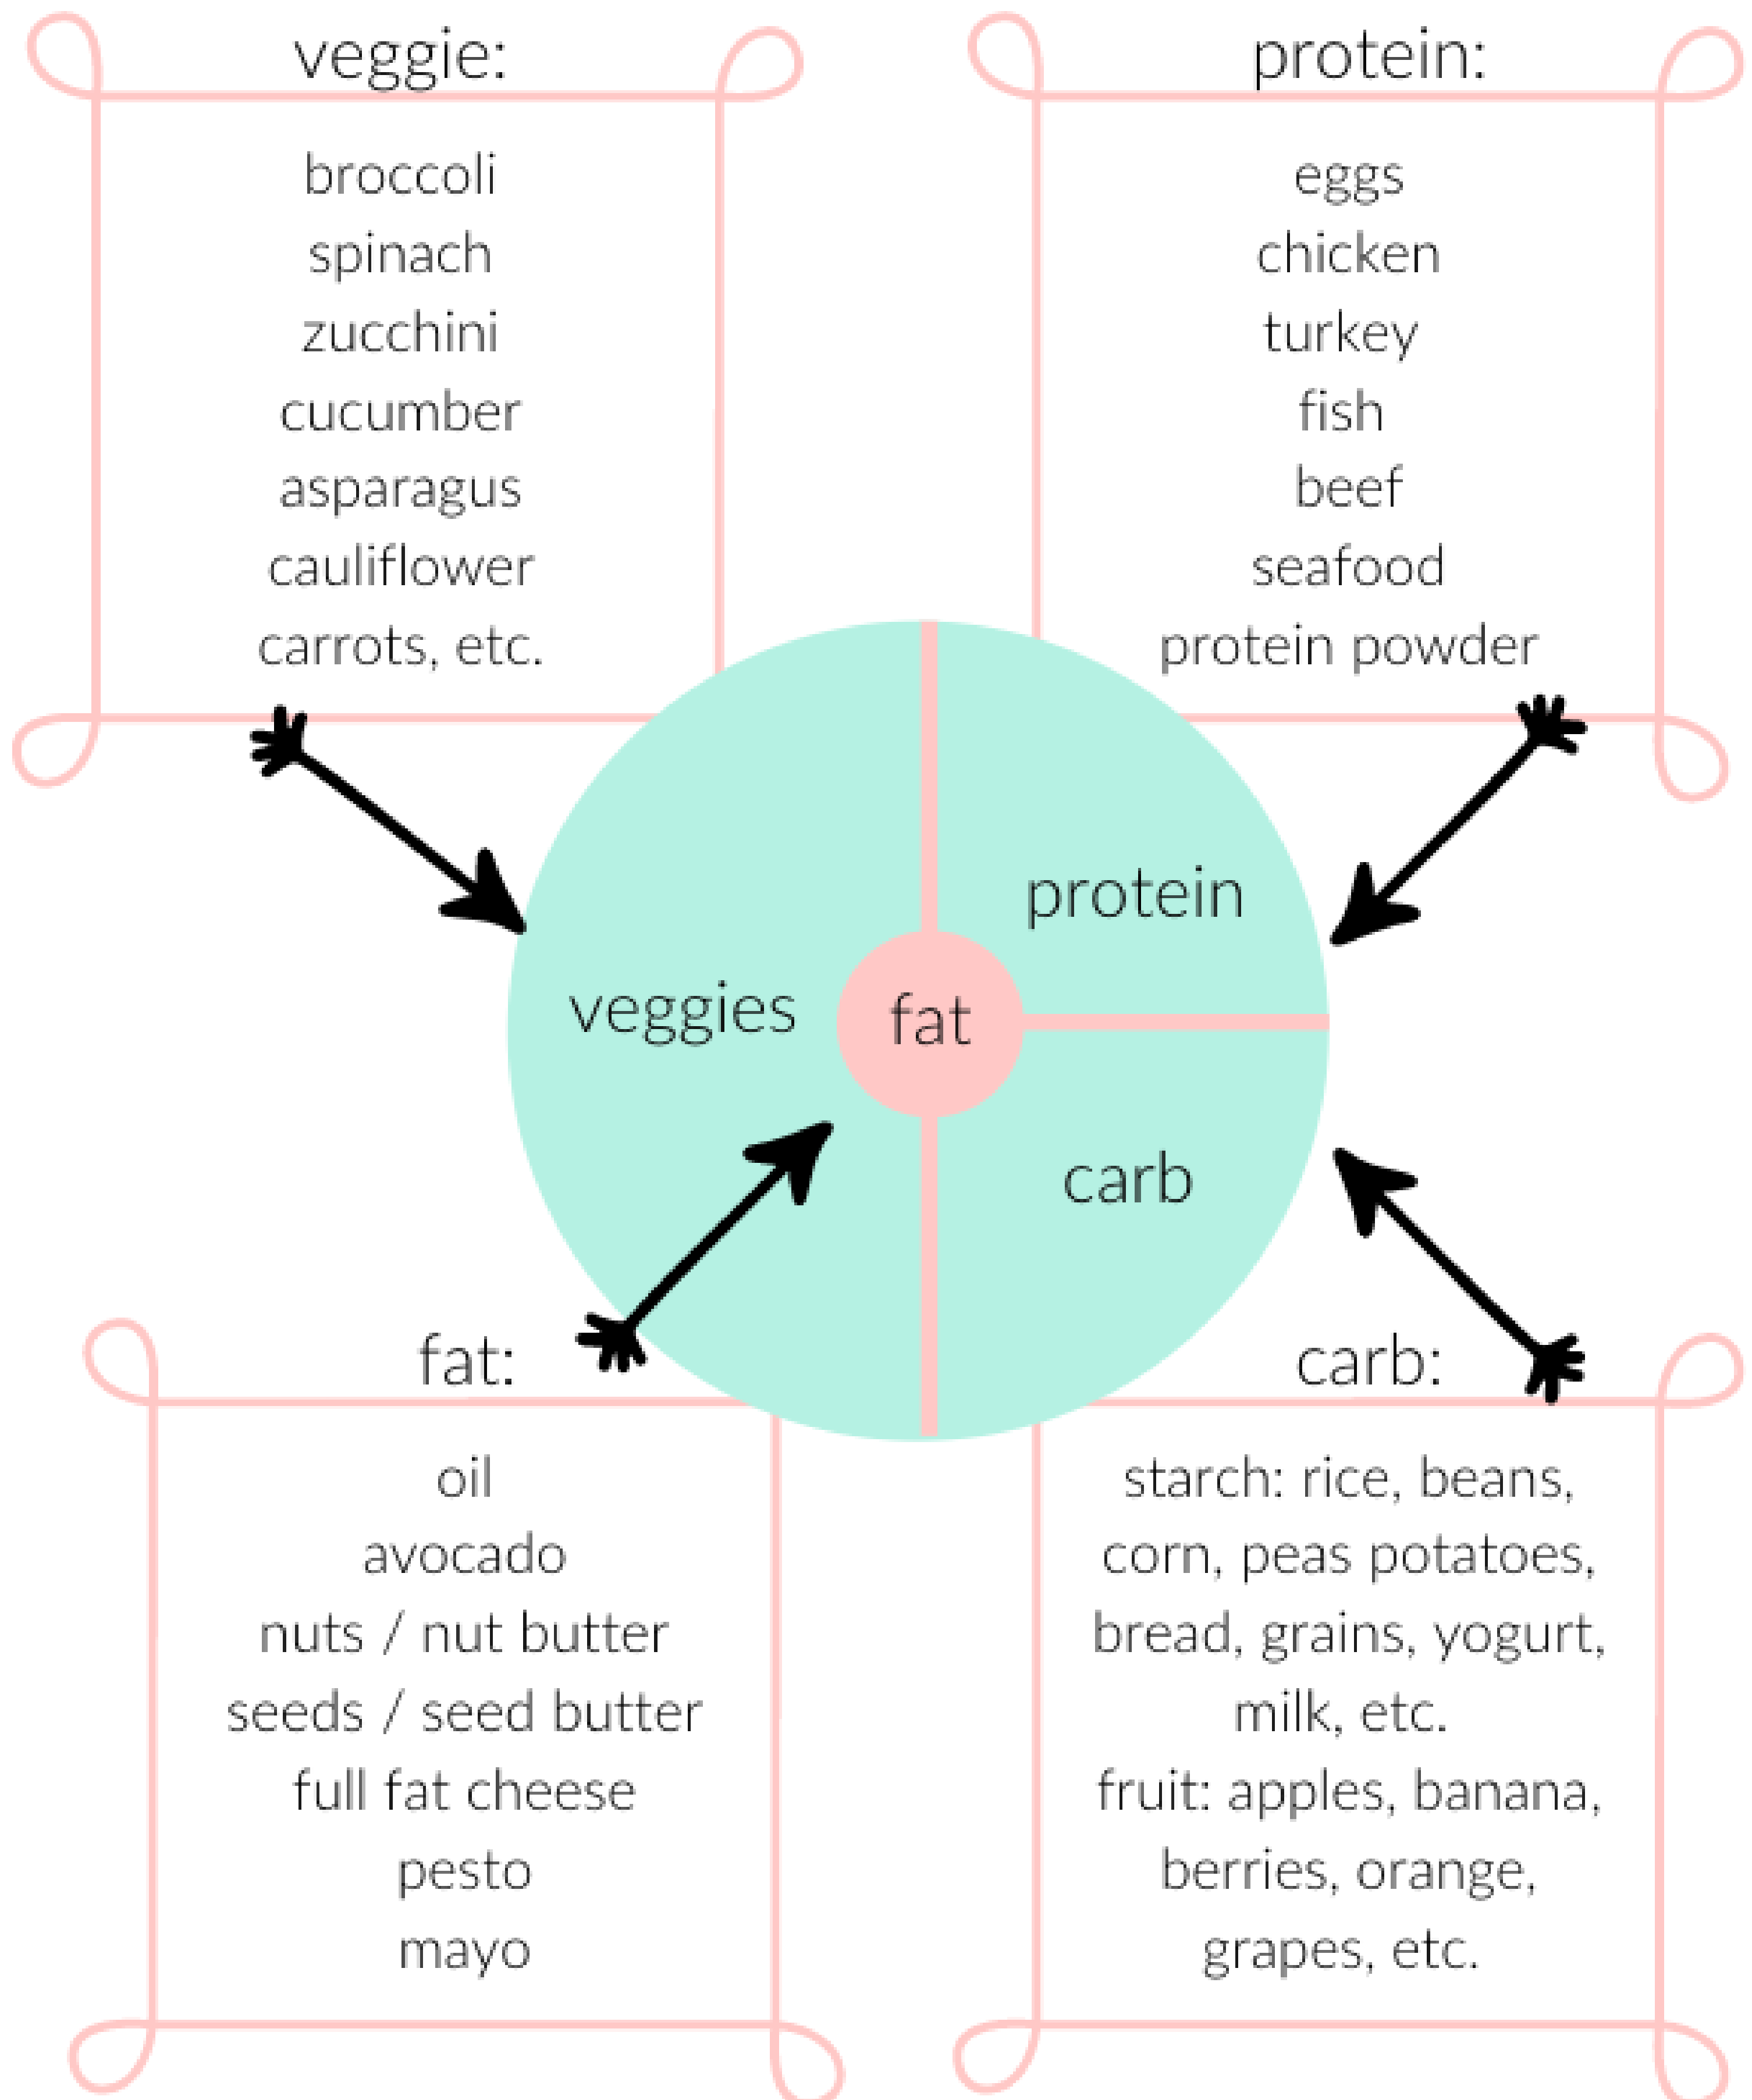 veggie:
broccoli
spinach
zucchini
cucumber
asparagus
cauliflower
carrots, etc.
protein:
eggs
chicken
turkey
fish
beef
seafood
protein powder
veggies
protein
fat
carb
fat:
oil
avocado
nuts / nut butter
seeds / seed butter
full fat cheese
pesto
mayo
carb:
starch: rice, beans,
corn, peas potatoes,
bread, grains, yogurt,
milk, etc.
fruit: apples, banana,
berries, orange,
grapes, etc.